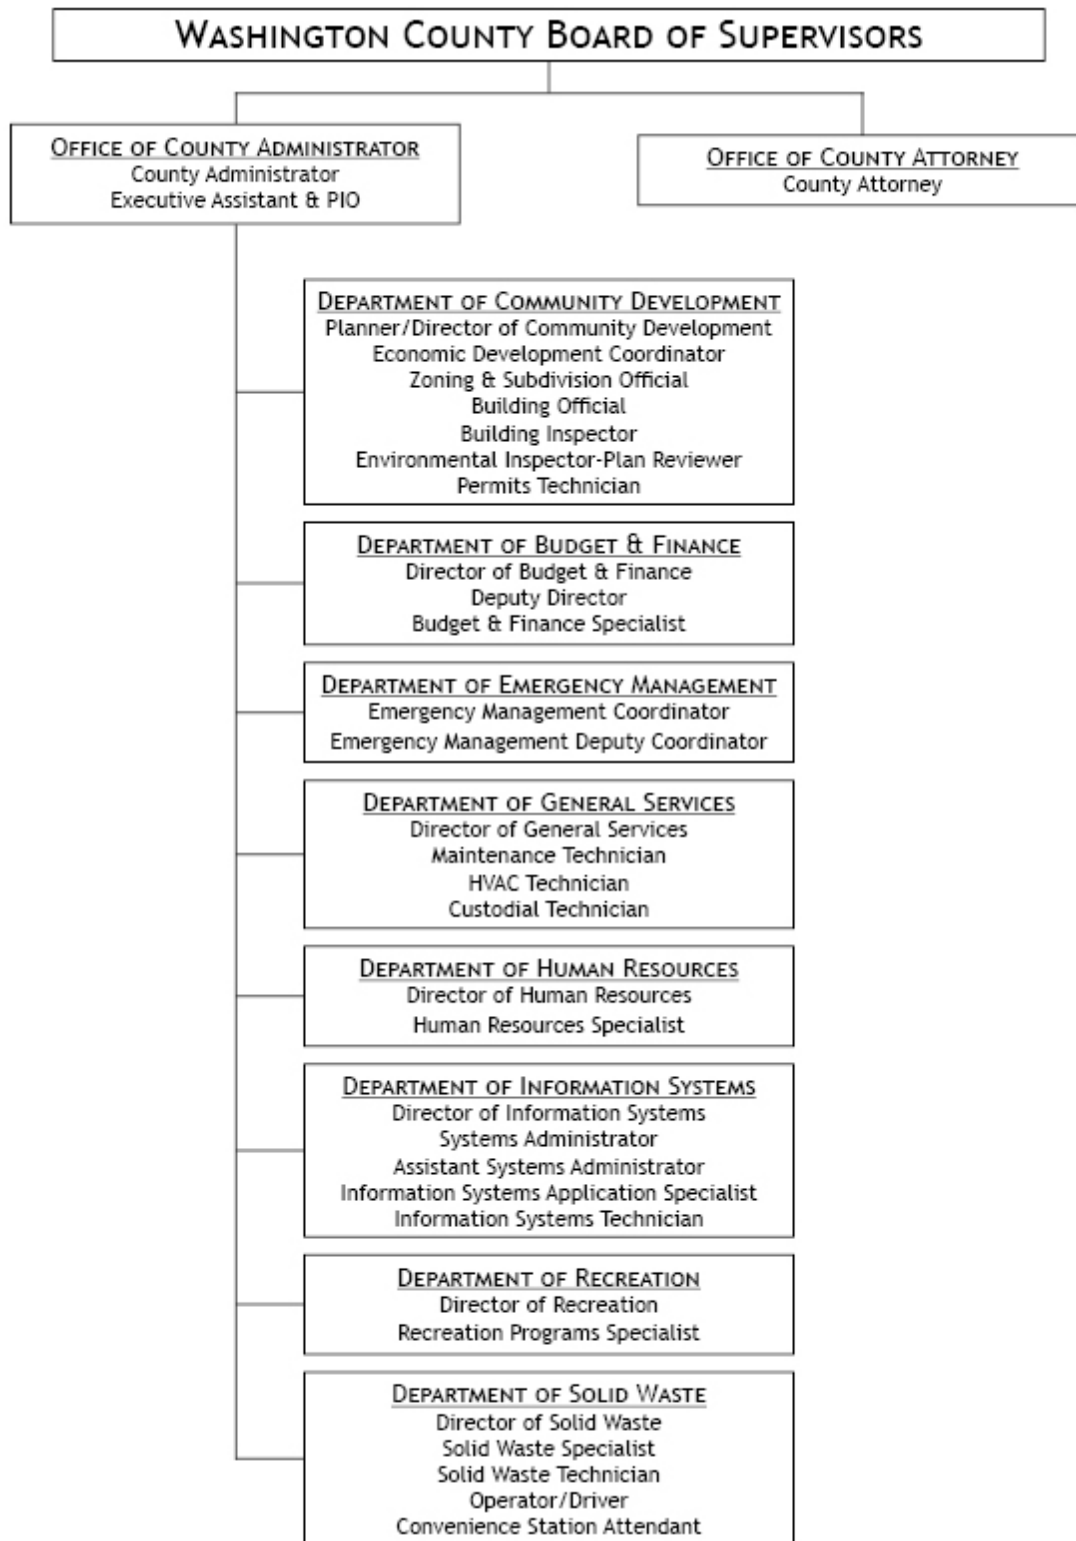 WASHINGTON COUNTY BOARD OF SUPERVISORS
OFFICE OF COUNTY ADMINISTRATOR
County Administrator
Executive Assistant & PIO
OFFICE OF COUNTY ATTORNEY
County Attorney
DEPARTMENT OF COMMUNITY DEVELOPMENT
Planner/Director of Community Development
Economic Development Coordinator
Zoning & Subdivision Official
Building Official
Building Inspector
Environmental Inspector-Plan Reviewer
Permits Technician
DEPARTMENT OF BUDGET & FINANCE
Director of Budget & Finance
Deputy Director
Budget & Finance Specialist
DEPARTMENT OF EMERGENCY MANAGEMENT
Emergency Management Coordinator
Emergency Management Deputy Coordinator
DEPARTMENT OF GENERAL SERVICES
Director of General Services
Maintenance Technician
HVAC Technician
Custodial Technician
DEPARTMENT OF HUMAN RESOURCES
Director of Human Resources
Human Resources Specialist
DEPARTMENT OF INFORMATION SYSTEMS
Director of Information Systems
Systems Administrator
Assistant Systems Administrator
Information Systems Application Specialist
Information Systems Technician
DEPARTMENT OF RECREATION
Director of Recreation
Recreation Programs Specialist
DEPARTMENT OF SOLID WASTE
Director of Solid Waste
Solid Waste Specialist
Solid Waste Technician
Operator/Driver
Convenience Station Attendant